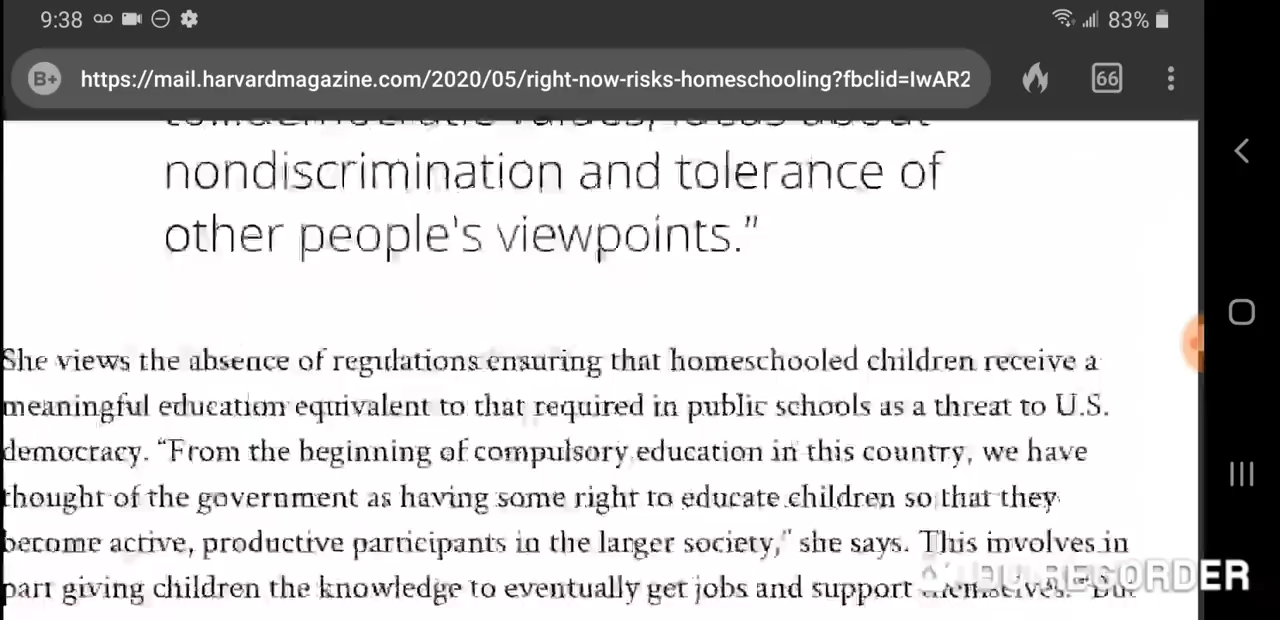 9:38 83%
B+ https://mail.harvardmagazine.com/2020/05/right-now-risks-homeschooling?fbclid=IwAR2 66
nondiscrimination and tolerance of
other people's viewpoints."
She views the absence of regulations ensuring that homeschooled children receive a
meaningful education equivalent to that required in public schools as a threat to U.S.
democracy. “From the beginning of compulsory education in this country, we have
thought of the government as having some right to educate children so that they
become active, productive participants in the larger society,” she says. This involves in
part giving children the knowledge to eventually get jobs and support
RECORDER